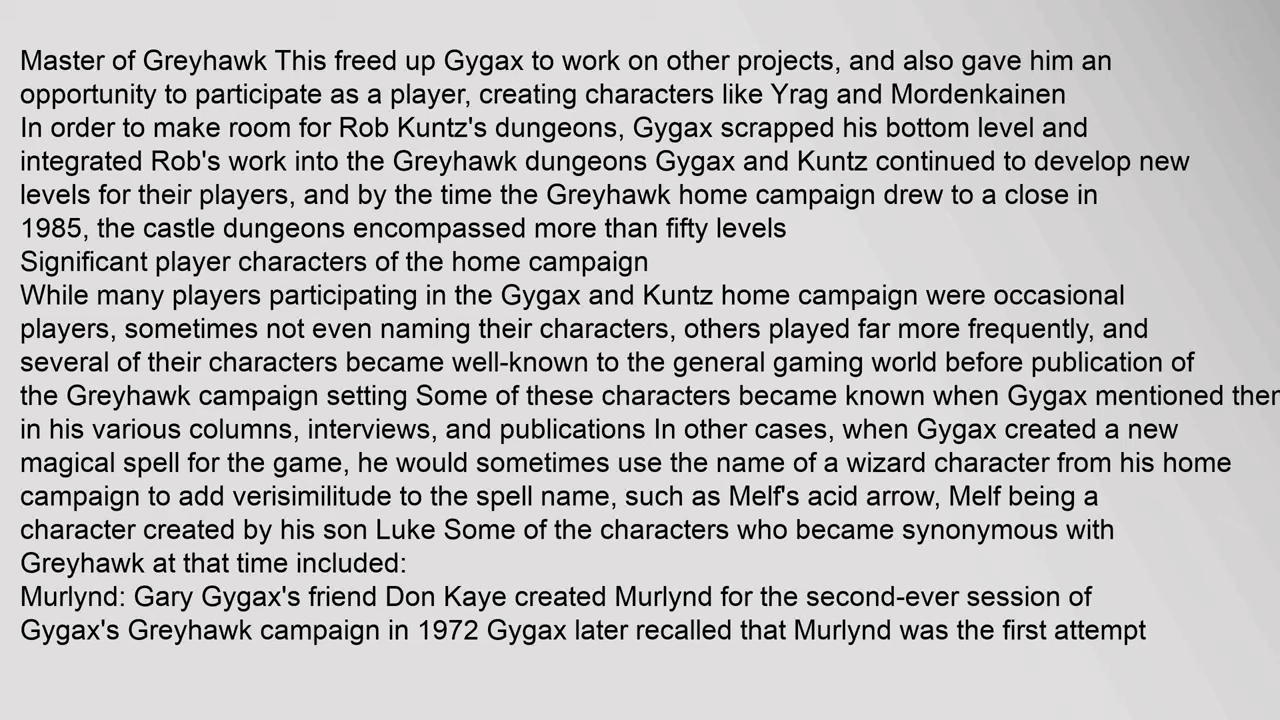 Master of Greyhawk This freed up Gygax to work on other projects, and also gave him an
opportunity to participate as a player, creating characters like Yrag and Mordenkainen
In order to make room for Rob Kuntz's dungeons, Gygax scrapped his bottom level and
integrated Rob's work into the Greyhawk dungeons Gygax and Kuntz continued to develop new
levels for their players, and by the time the Greyhawk home campaign drew to a close in
1985, the castle dungeons encompassed more than fifty levels
Significant player characters of the home campaign
While many players participating in the Gygax and Kuntz home campaign were occasional
players, sometimes not even naming their characters, others played far more frequently, and
several of their characters became well-known to the general gaming world before publication of
the Greyhawk campaign setting Some of these characters became known when Gygax mentioned
in his various columns, interviews, and publications In other cases, when Gygax created a new
magical spell for the game, he would sometimes use the name of a wizard character from his home
campaign to add verisimilitude to the spell name, such as Melf's acid arrow, Melf being a
character created by his son Luke Some of the characters who became synonymous with
Greyhawk at that time included:
Murlynd: Gary Gygax's friend Don Kaye created Murlynd for the second-ever session of
Gygax's Greyhawk campaign in 1972 Gygax later recalled that Murlynd was the first attempt